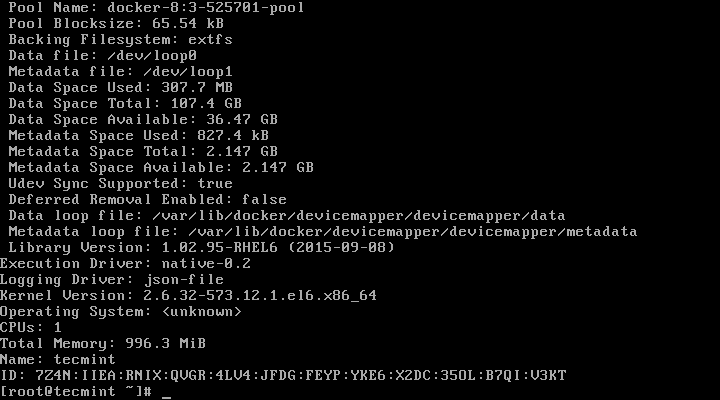 Pool Name: docker-8:3-525701-pool
Pool Blocksize: 65.54 kB
Backing Filesystem: extfs
Data file: /dev/loop0
Metadata file: /dev/loop1
Data Space Used: 307.7 MB
Data Space Total: 107.4 GB
Data Space Available: 36.47 GB
Metadata Space Used: 827.4 kB
Metadata Space Total: 2.147 GB
Metadata Space Available: 2.147 GB
Udev Sync Supported: true
Deferred Removal Enabled: false
Data loop file: /var/lib/docker/devicemapper/devicemapper/data
Metadata loop file: /var/lib/docker/devicemapper/devicemapper/metadata
Library Version: 1.02.95-RHEL6 (2015-09-08)
Execution Driver: native-0.2
Logging Driver: json-file
Kernel Version: 2.6.32-573.12.1.el6.x86_64
Operating System: <unknown>
CPUs: 1
Total Memory: 996.3 MiB
Name: tecmint
ID: 7Z4N:IIEA:RNIX:QVGR:4LV4:JFDG:FEYP:YKE6:X2DC:35OL:B7QI:V3KT
[root@tecmint ~]# _